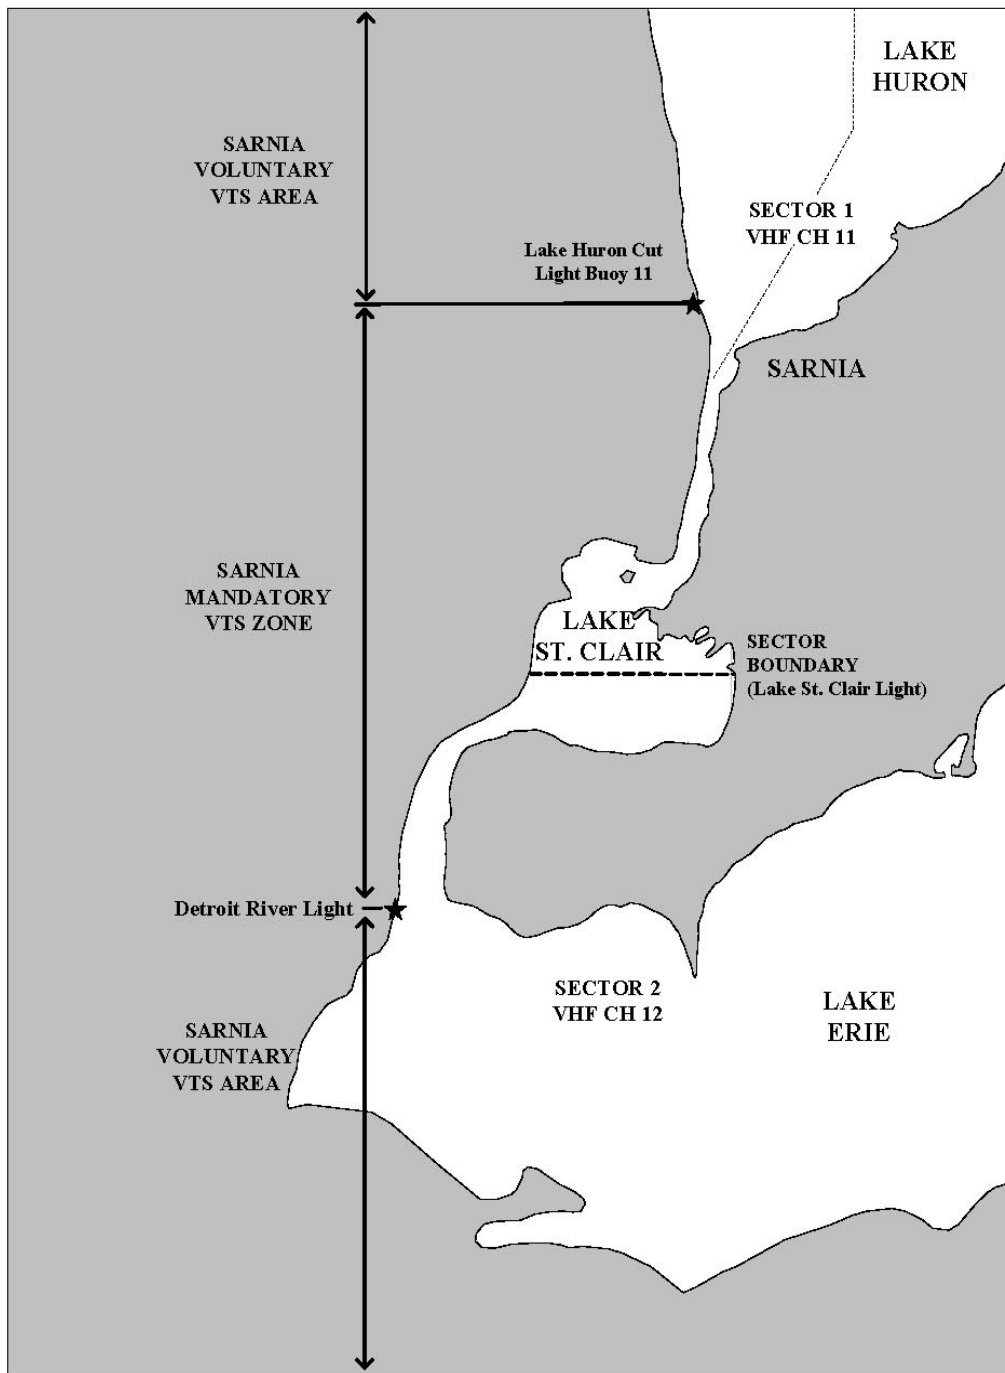 LAKE
HURON
SARNIA
VOLUNTARY
VTS AREA
SECTOR 1
VHF CH 11
Lake Huron Cut
Light Buoy 11
SARNIA
SARNIA
MANDATORY
VTS ZONE
LAKE
ST. CLAIR
SECTOR
BOUNDARY
(Lake St. Clair Light)
Detroit River Light
SECTOR 2
VHF CH 12
LAKE
ERIE
SARNIA
VOLUNTARY
VTS AREA